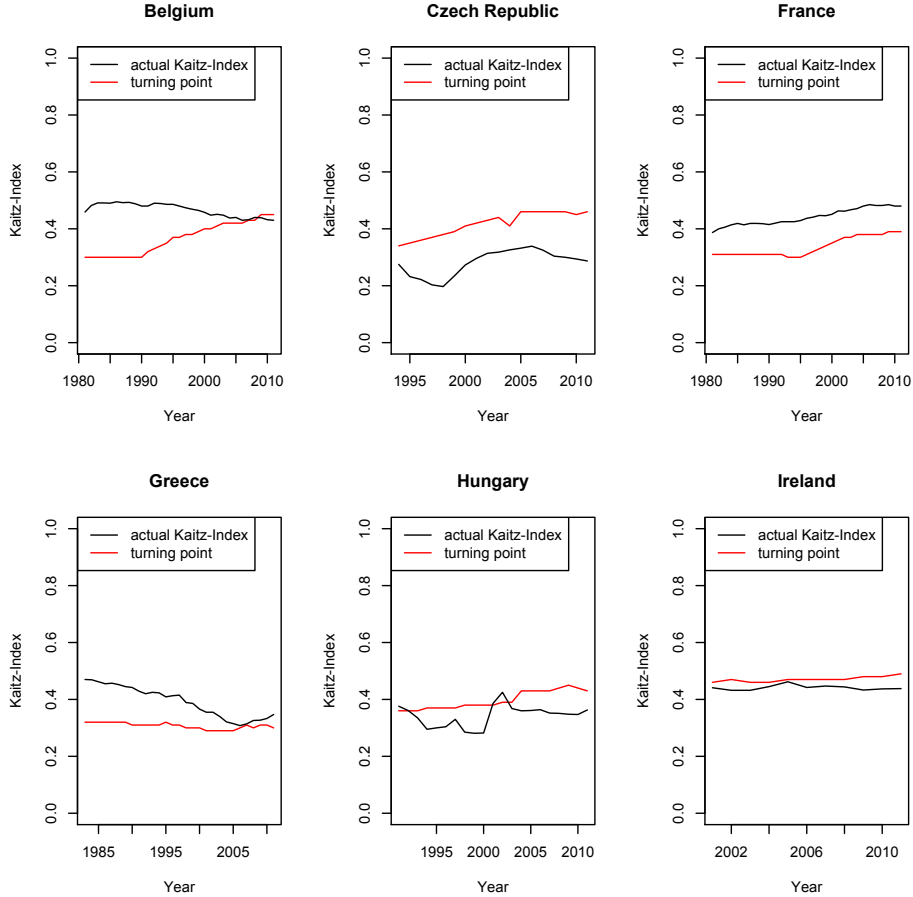 Belgium
Kaitz-Index
1.0
0.8
0.6
0.4
0.2
0.0
actual Kaitz-Index
turning point
1980 1990 2000 2010
Year
Czech Republic
Kaitz-Index
1.0
0.8
0.6
0.4
0.2
0.0
actual Kaitz-Index
turning point
1995 2000 2005 2010
Year
France
Kaitz-Index
1.0
0.8
0.6
0.4
0.2
0.0
actual Kaitz-Index
turning point
1980 1990 2000 2010
Year
Greece
Kaitz-Index
1.0
0.8
0.6
0.4
0.2
0.0
actual Kaitz-Index
turning point
1985 1995 2005
Year
Hungary
Kaitz-Index
1.0
0.8
0.6
0.4
0.2
0.0
actual Kaitz-Index
turning point
1995 2000 2005 2010
Year
Ireland
Kaitz-Index
1.0
0.8
0.6
0.4
0.2
0.0
actual Kaitz-Index
turning point
2002 2006 2010
Year